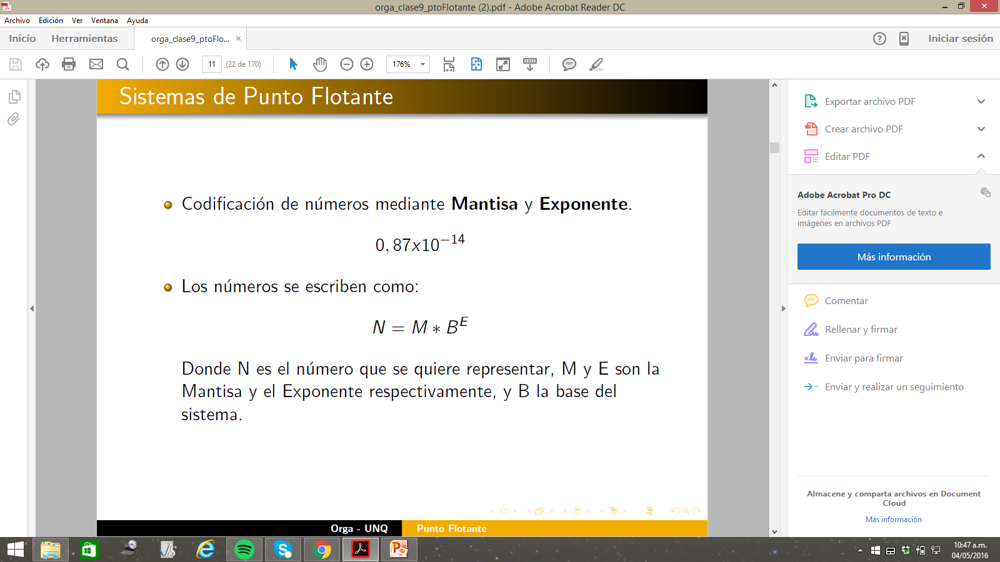 orga_clase9_ptoFlotante (2).pdf - Adobe Acrobat Reader DC
Archivo Edición Ver Ventana Ayuda
Inicio Herramientas orga_clase9_ptoFlo... × Iniciar sesión
11 (22 de 170) 176%
Sistemas de Punto Flotante
Codificación de números mediante Mantisa y Exponente.
0, 87x10^{-14}
Los números se escriben como:
N = M ∗ B^E
Donde N es el número que se quiere representar, M y E son la
Mantisa y el Exponente respectivamente, y B la base del
sistema.
Orga - UNQ Punto Flotante
Exportar archivo PDF
Crear archivo PDF
Editar PDF
Adobe Acrobat Pro DC
Editar fácilmente documentos de texto e
imágenes en archivos PDF
Más información
Comentar
Rellenar y firmar
Enviar para firmar
Enviar y realizar un seguimiento
Almacene y comparta archivos en Document
Cloud
Más información
10:47 a.m.
04/05/2016